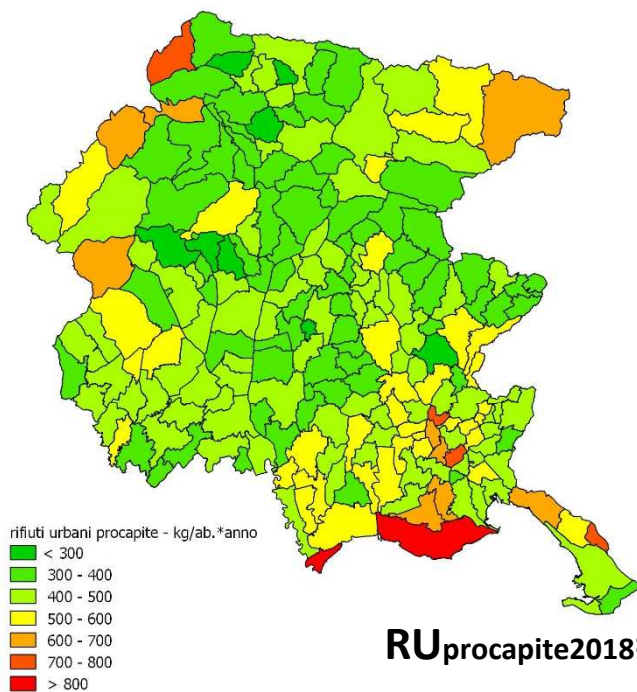 rifiuti urbani procapite - kg/ab.*anno
< 300
300 - 400
400 - 500
500 - 600
600 - 700
700 - 800
> 800
RUprocapite2018